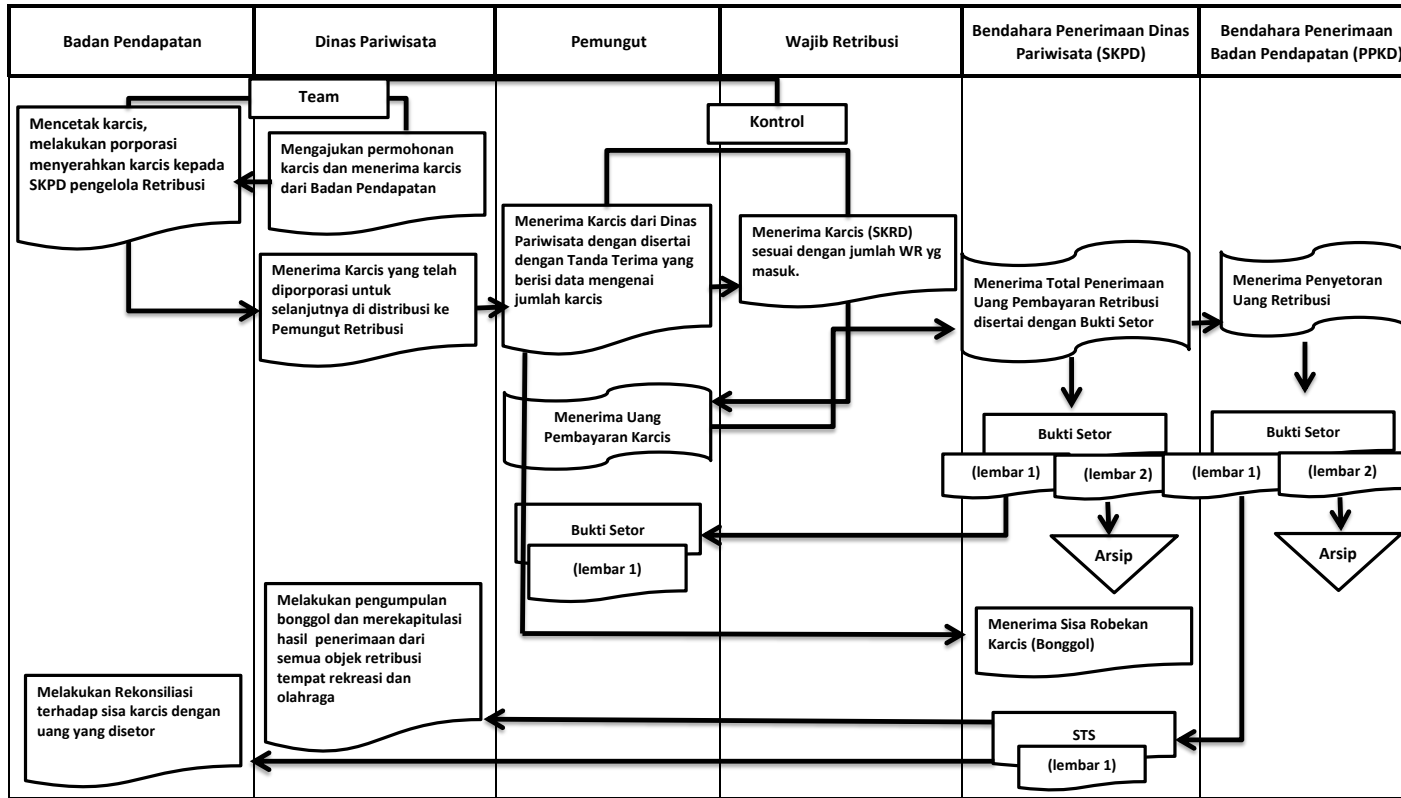 Badan Pendapatan
Dinas Pariwisata
Pemungut
Wajib Retribusi
Bendahara Penerimaan Dinas
Pariwisata (SKPD)
Bendahara Penerimaan
Badan Pendapatan (PPKD)
Team
Kontrol
Mencetak karcis,
melakukan porporasi
menyerahkan karcis kepada
SKPD pengelola Retribusi
Mengajukan permohonan
karcis dan menerima karcis
dari Badan Pendapatan
Menerima Karcis dari Dinas
Pariwisata dengan disertai
dengan Tanda Terima yang
berisi data mengenai
jumlah karcis
Menerima Karcis (SKRD)
sesuai dengan jumlah WR yg
masuk.
Menerima Karcis yang telah
diporporasi untuk
selanjutnya di distribusi ke
Pemungut Retribusi
Menerima Total Penerimaan
Uang Pembayaran Retribusi
disertai dengan Bukti Setor
Menerima Penyetoran
Uang Retribusi
Menerima Uang
Pembayaran Karcis
Bukti Setor
(lembar 1)
(lembar 2)
Bukti Setor
(lembar 1)
(lembar 2)
Arsip
Arsip
Bukti Setor
(lembar 1)
Melakukan pengumpulan
bonggol dan merekapitulasi
hasil penerimaan dari
semua objek retribusi
tempat rekreasi dan
olahraga
Menerima Sisa Robekan
Karcis (Bonggol)
Melakukan Rekonsiliasi
terhadap sisa karcis dengan
uang yang disetor
STS
(lembar 1)